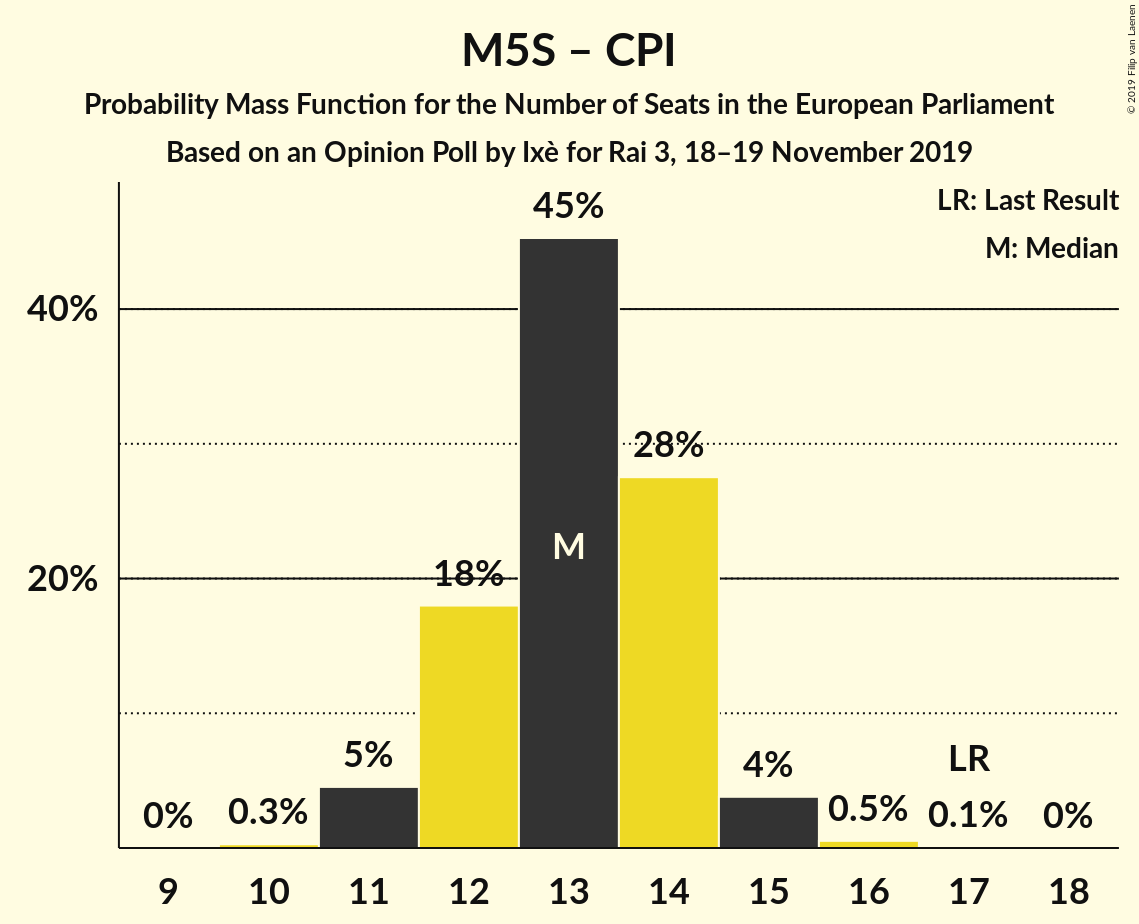 M5S – CPI
Probability Mass Function for the Number of Seats in the European Parliament
Based on an Opinion Poll by Ixè for Rai 3, 18–19 November 2019
© 2019 Filip van Laenen
LR: Last Result
M: Median
45%
40%
28%
M
18%
20%
5%
4%
LR
0%
0.3%
0.5%
0.1%
0%
9 10 11 12 13 14 15 16 17 18